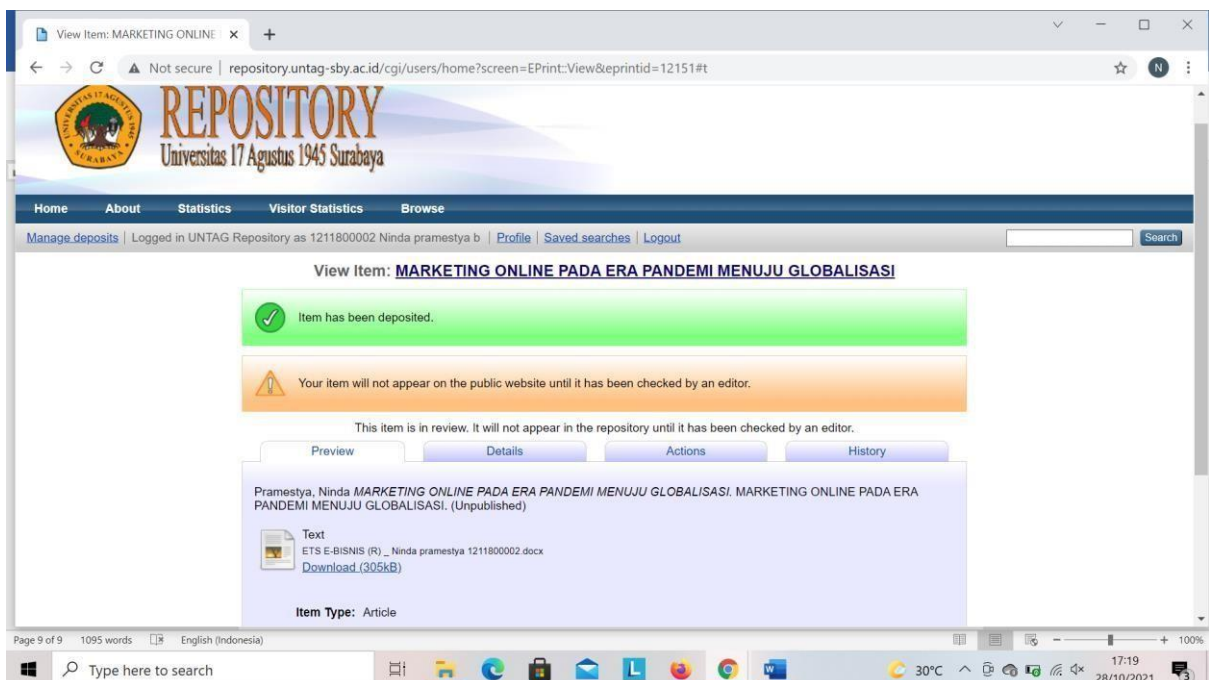 View Item: MARKETING ONLINE
Not secure | repository.untag-sby.ac.id/cgi/users/home?screen=EPrint::View&eprintid=12151#t
N
UNIVERSITAS 17 AGUSTUS 1945
SURABAYA
REPOSITORY
Universitas 17 Agustus 1945 Surabaya
Home About Statistics Visitor Statistics Browse
Manage deposits | Logged in UNTAG Repository as 1211800002 Ninda pramestya b | Profile | Saved searches | Logout
Search
View Item: MARKETING ONLINE PADA ERA PANDEMI MENUJU GLOBALISASI
Item has been deposited.
Your item will not appear on the public website until it has been checked by an editor.
This item is in review. It will not appear in the repository until it has been checked by an editor.
Preview Details Actions History
Pramestya, Ninda MARKETING ONLINE PADA ERA PANDEMI MENUJU GLOBALISASI. MARKETING ONLINE PADA ERA
PANDEMI MENUJU GLOBALISASI. (Unpublished)
Text
ETS E-BISNIS (R) _ Ninda pramestya 1211800002.docx
Download (305kB)
Item Type: Article
Page 9 of 9 1095 words English (Indonesia) 100%
Type here to search
L
W
30°C
17:19
28/10/2021
3